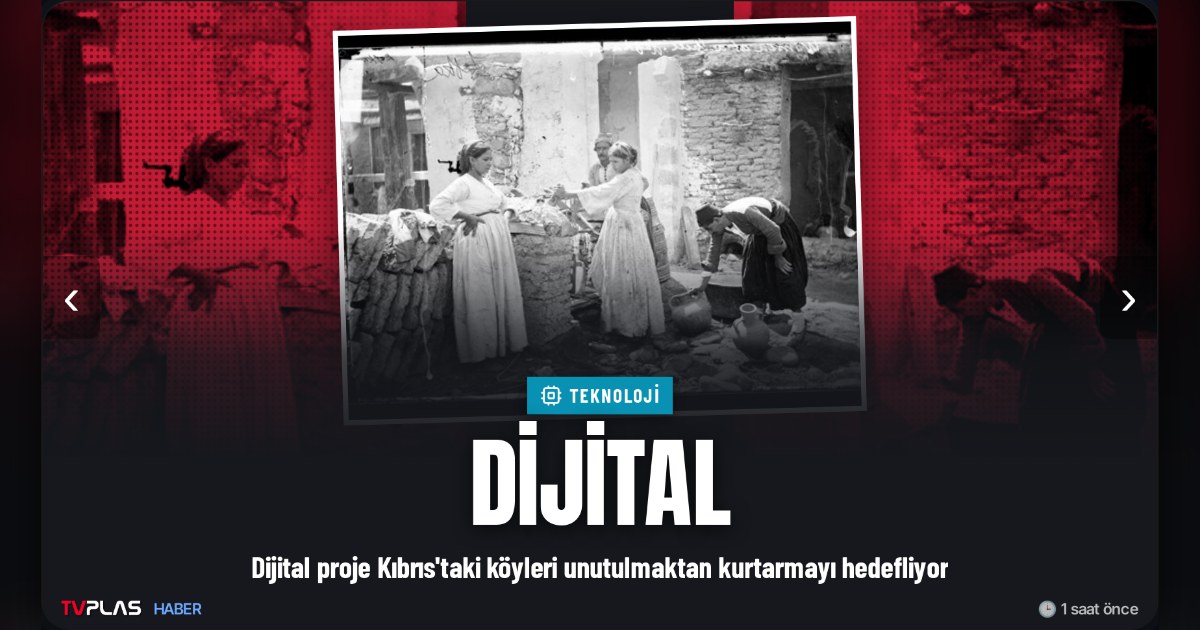 TEKNOLOJİ
DİJİTAL
Dijital proje Kıbrıs'taki köyleri unutulmaktan kurtarmayı hedefliyor
TVPLAS HABER
1 saat önce